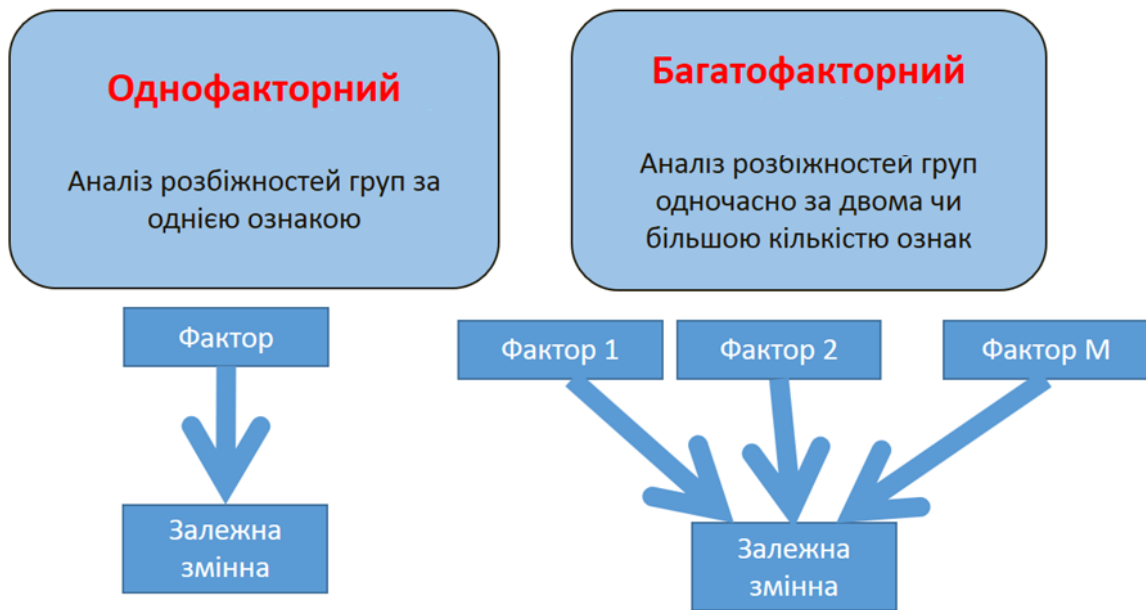 Однофакторний
Аналіз розбіжностей груп за
однією ознакою
Багатофакторний
Аналіз розбіжностей груп
одночасно за двома чи
більшою кількістю ознак
Фактор
Залежна
змінна
Фактор 1
Фактор 2
Фактор М
Залежна
змінна